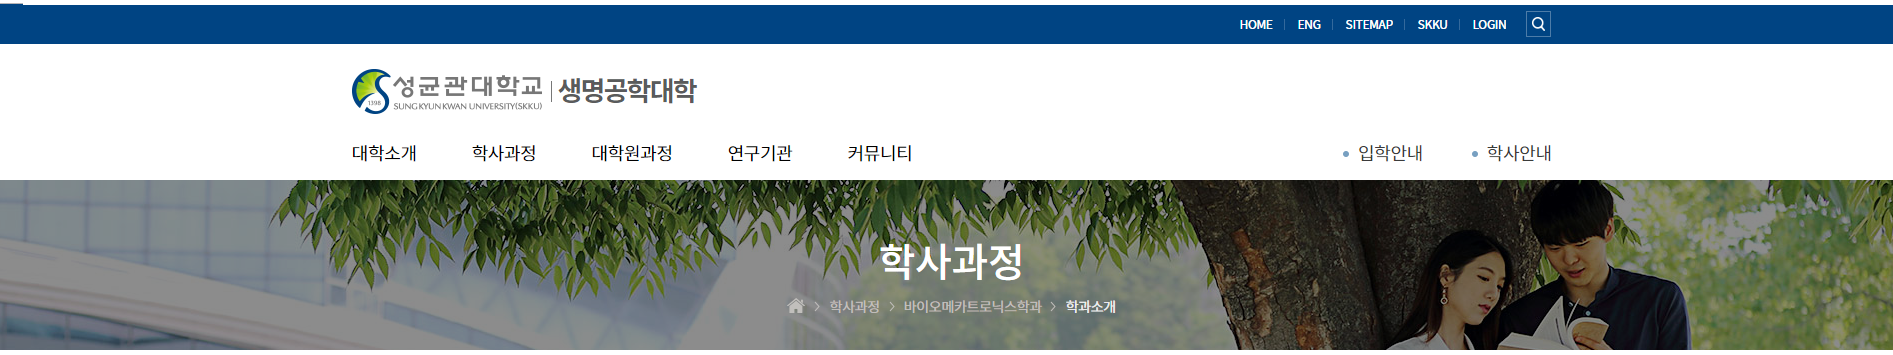 HOME ENG SITEMAP SKKU LOGIN
1398 성균관대학교 생명공학대학
SUNGKYUNKWAN UNIVERSITY(SKKU)
대학소개 학사과정 대학원과정 연구기관 커뮤니티 입학안내 학사안내
학사과정
학사과정 > 바이오메카트로닉스학과 > 학과소개